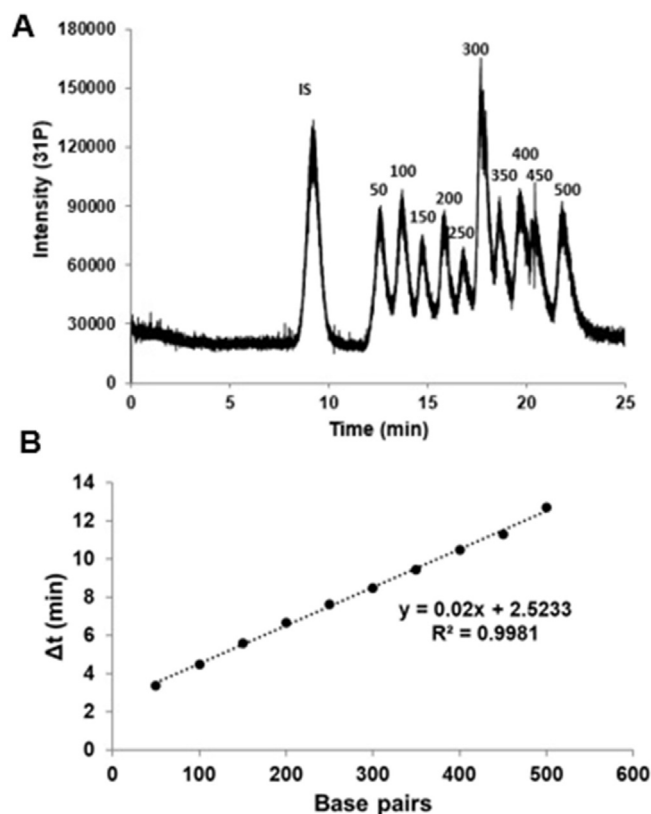 A
180000
150000
120000
90000
60000
30000
0
Intensity (31P)
IS
50
100
150
200
250
300
350
400
450
500
0 5 10 15 20 25
Time (min)
B
14
12
10
8
6
4
2
0
Δt (min)
y = 0.02x + 2.5233
R² = 0.9981
0 100 200 300 400 500 600
Base pairs